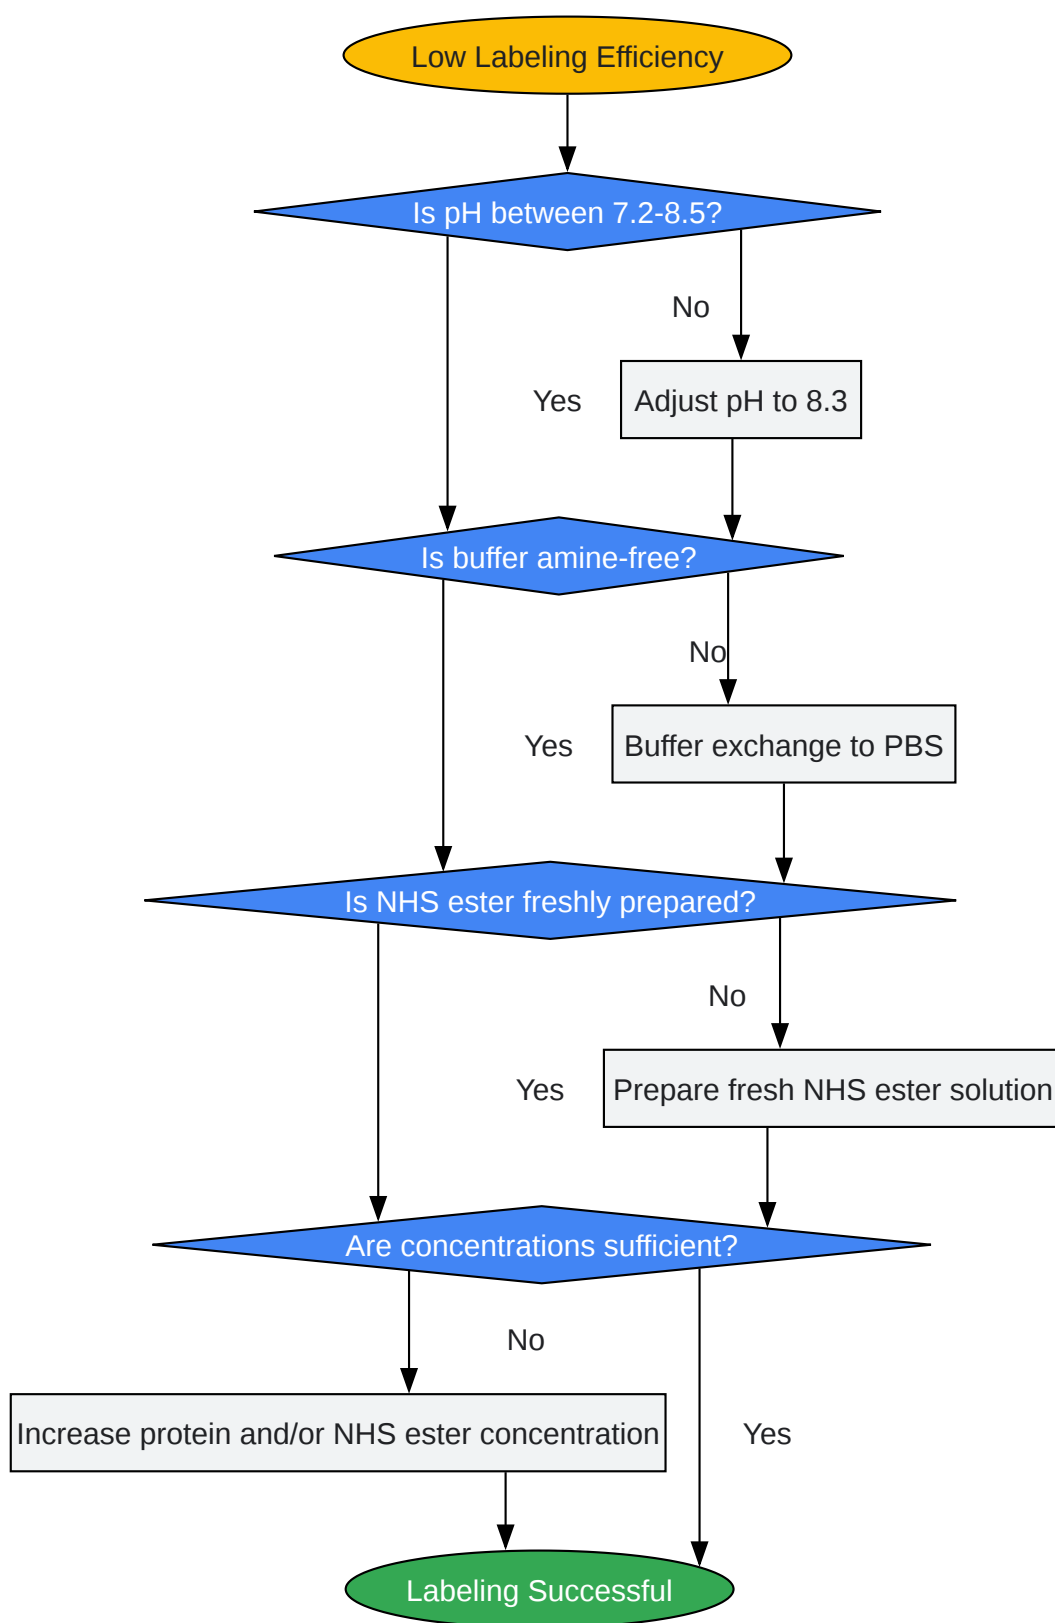 Low Labeling Efficiency
Is pH between 7.2-8.5?
No
Yes
Adjust pH to 8.3
Is buffer amine-free?
No
Yes
Buffer exchange to PBS
Is NHS ester freshly prepared?
No
Yes
Prepare fresh NHS ester solution
Are concentrations sufficient?
No
Increase protein and/or NHS ester concentration
Yes
Labeling Successful